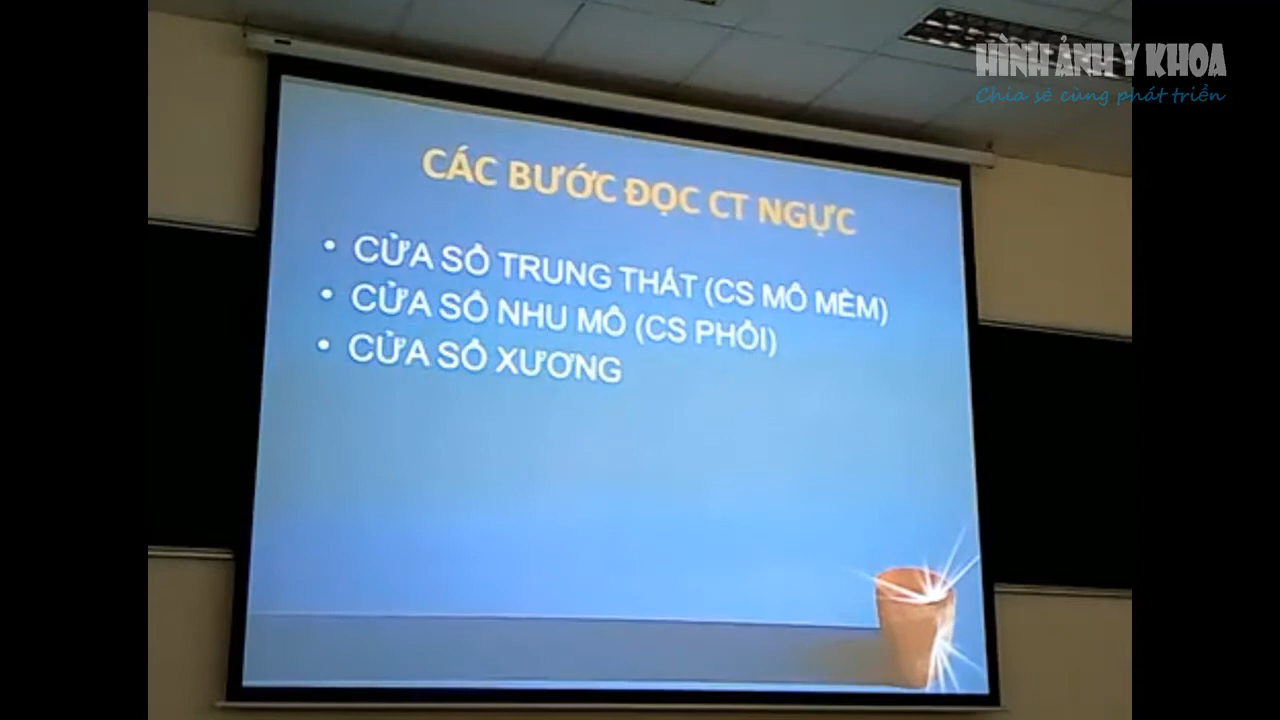 HÌNH ẢNH Y KHOA
Chia sẽ cùng phát triển
CÁC BƯỚC ĐỌC CT NGỰC
• CỬA SỔ TRUNG THẤT (CS MÔ MỀM)
• CỬA SỔ NHU MÔ (CS PHỔI)
• CỬA SỔ XƯƠNG